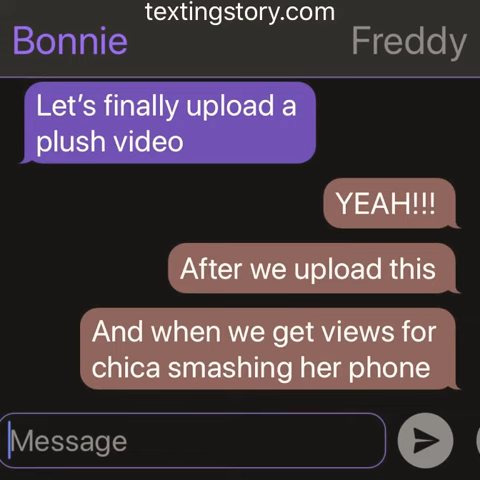 textingstory.com
Bonnie
Freddy
Let’s finally upload a
plush video
YEAH!!!
After we upload this
And when we get views for
chica smashing her phone
Message